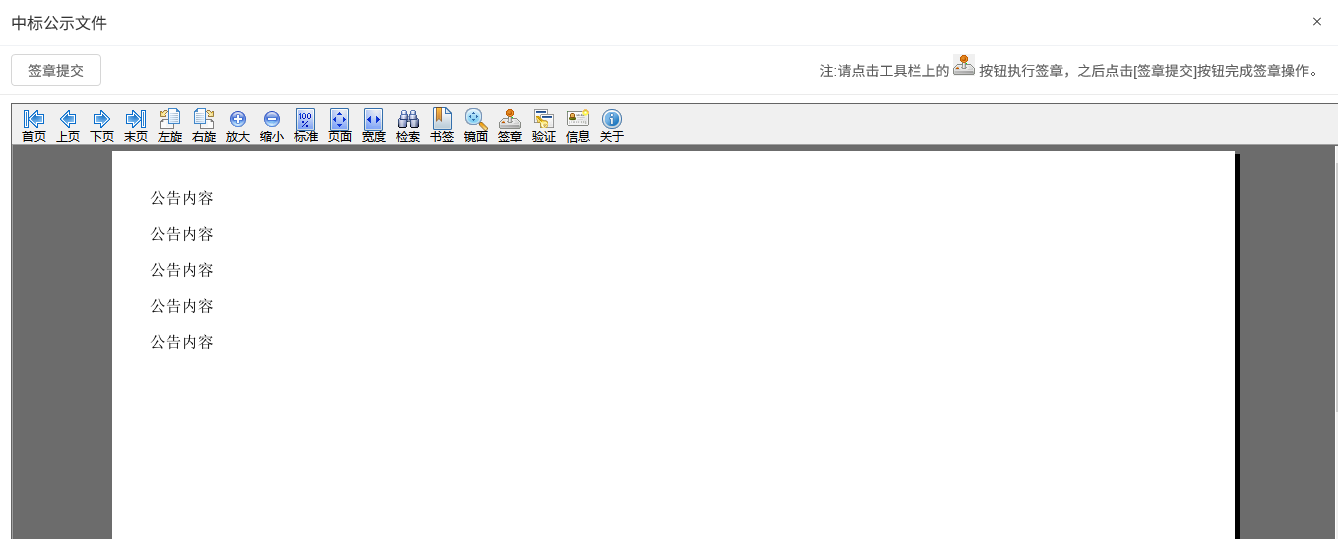 中标公示文件 ×
签章提交 注:请点击工具栏上的 按钮执行签章，之后点击[签章提交]按钮完成签章操作。
100 %
首页 上页 下页 末页 左旋 右旋 放大 缩小 标准 页面 宽度 检索 书签 镜面 签章 验证 信息 关于
公告内容
公告内容
公告内容
公告内容
公告内容